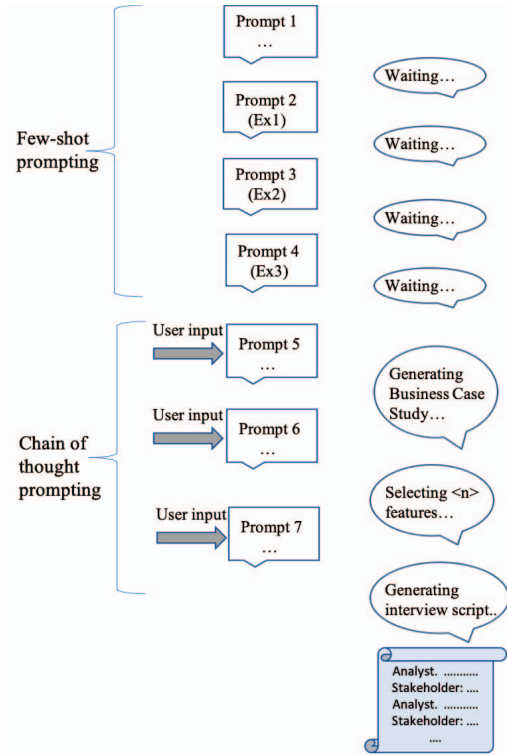 Prompt 1
...
Waiting...
Prompt 2
(Ex1)
Few-shot
prompting
Waiting...
Prompt 3
(Ex2)
Waiting...
Prompt 4
(Ex3)
Waiting...
User input
Prompt 5
...
Generating
Business Case
Study...
User input
Prompt 6
...
Chain of
thought
prompting
Selecting <n>
features...
User input
Prompt 7
...
Generating
interview script..
Analyst. ...........
Stakeholder: ....
Analyst. ...........
Stakeholder: ....
....